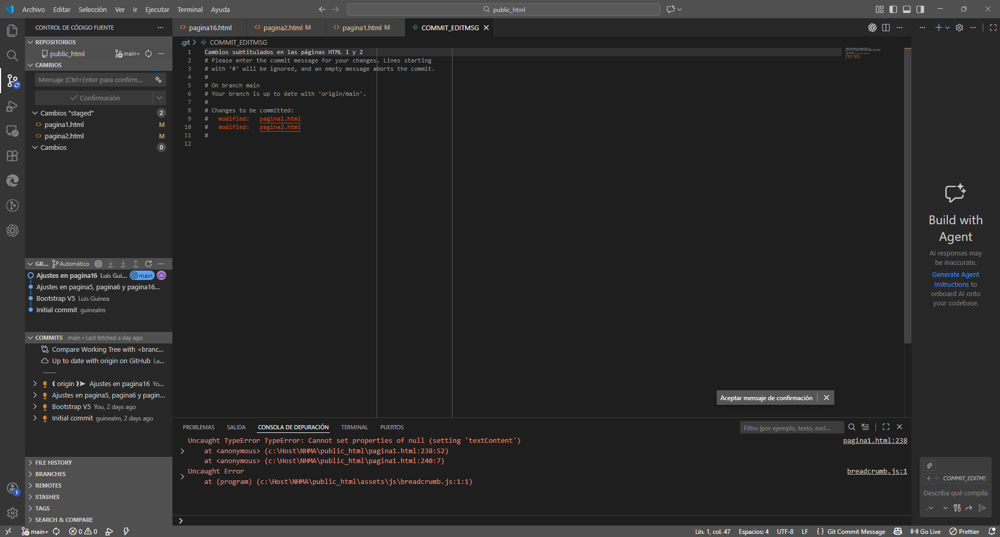 Archivo Editar Selección Ver Ir Ejecutar Terminal Ayuda
public_html
CONTROL DE CÓDIGO FUENTE
pagina16.html
pagina2.html M
pagina1.html M
COMMIT_EDITMSG
REPOSITORIOS
public_html main+
CAMBIOS
Mensaje (Ctrl+Enter para confirm...
Confirmación
Cambios "staged" 2
pagina1.html M
pagina2.html M
Cambios 0
GR... Automático
Ajustes en pagina16 Luis Gui... main
Ajustes en pagina5, pagina6 y pagina16...
Bootstrap V5 Luis Guinea
Initial commit guinealm
COMMITS main • Last fetched a day ago
Compare Working Tree with <branc...
Up to date with origin on GitHub La...
origin Ajustes en pagina16 Yo...
Ajustes en pagina5, pagina6 y pagin...
Bootstrap V5 You, 2 days ago
Initial commit guinealm, 2 days ago
FILE HISTORY
BRANCHES
REMOTES
STASHES
TAGS
SEARCH & COMPARE
1
.git > COMMIT_EDITMSG
1 Cambios subtitulados en las páginas HTML 1 y 2
2 # Please enter the commit message for your changes. Lines starting
3 # with '#' will be ignored, and an empty message aborts the commit.
4 #
5 # On branch main
6 # Your branch is up to date with 'origin/main'.
7 #
8 # Changes to be committed:
9 # modified: pagina1.html
10 # modified: pagina2.html
11 #
12
Aceptar mensaje de confirmación
PROBLEMAS SALIDA CONSOLA DE DEPURACIÓN TERMINAL PUERTOS
Filtro (por ejemplo, texto, excl...
Uncaught TypeError TypeError: Cannot set properties of null (setting 'textContent') pagina1.html:238
at <anonymous> (c:\Host\NHMA\public_html\pagina1.html:238:52)
at <anonymous> (c:\Host\NHMA\public_html\pagina1.html:240:7)
Uncaught Error breadcrumb.js:1
at (program) (c:\Host\NHMA\public_html\assets\js\breadcrumb.js:1:1)
Build with
Agent
AI responses may
be inaccurate.
Generate Agent
Instructions to
onboard AI onto
your codebase.
COMMIT_EDITMS
Describa qué compila
main+ 0 0
Lín. 1, col. 47 Espacios: 4 UTF-8 LF { } Git Commit Message Go Live Prettier